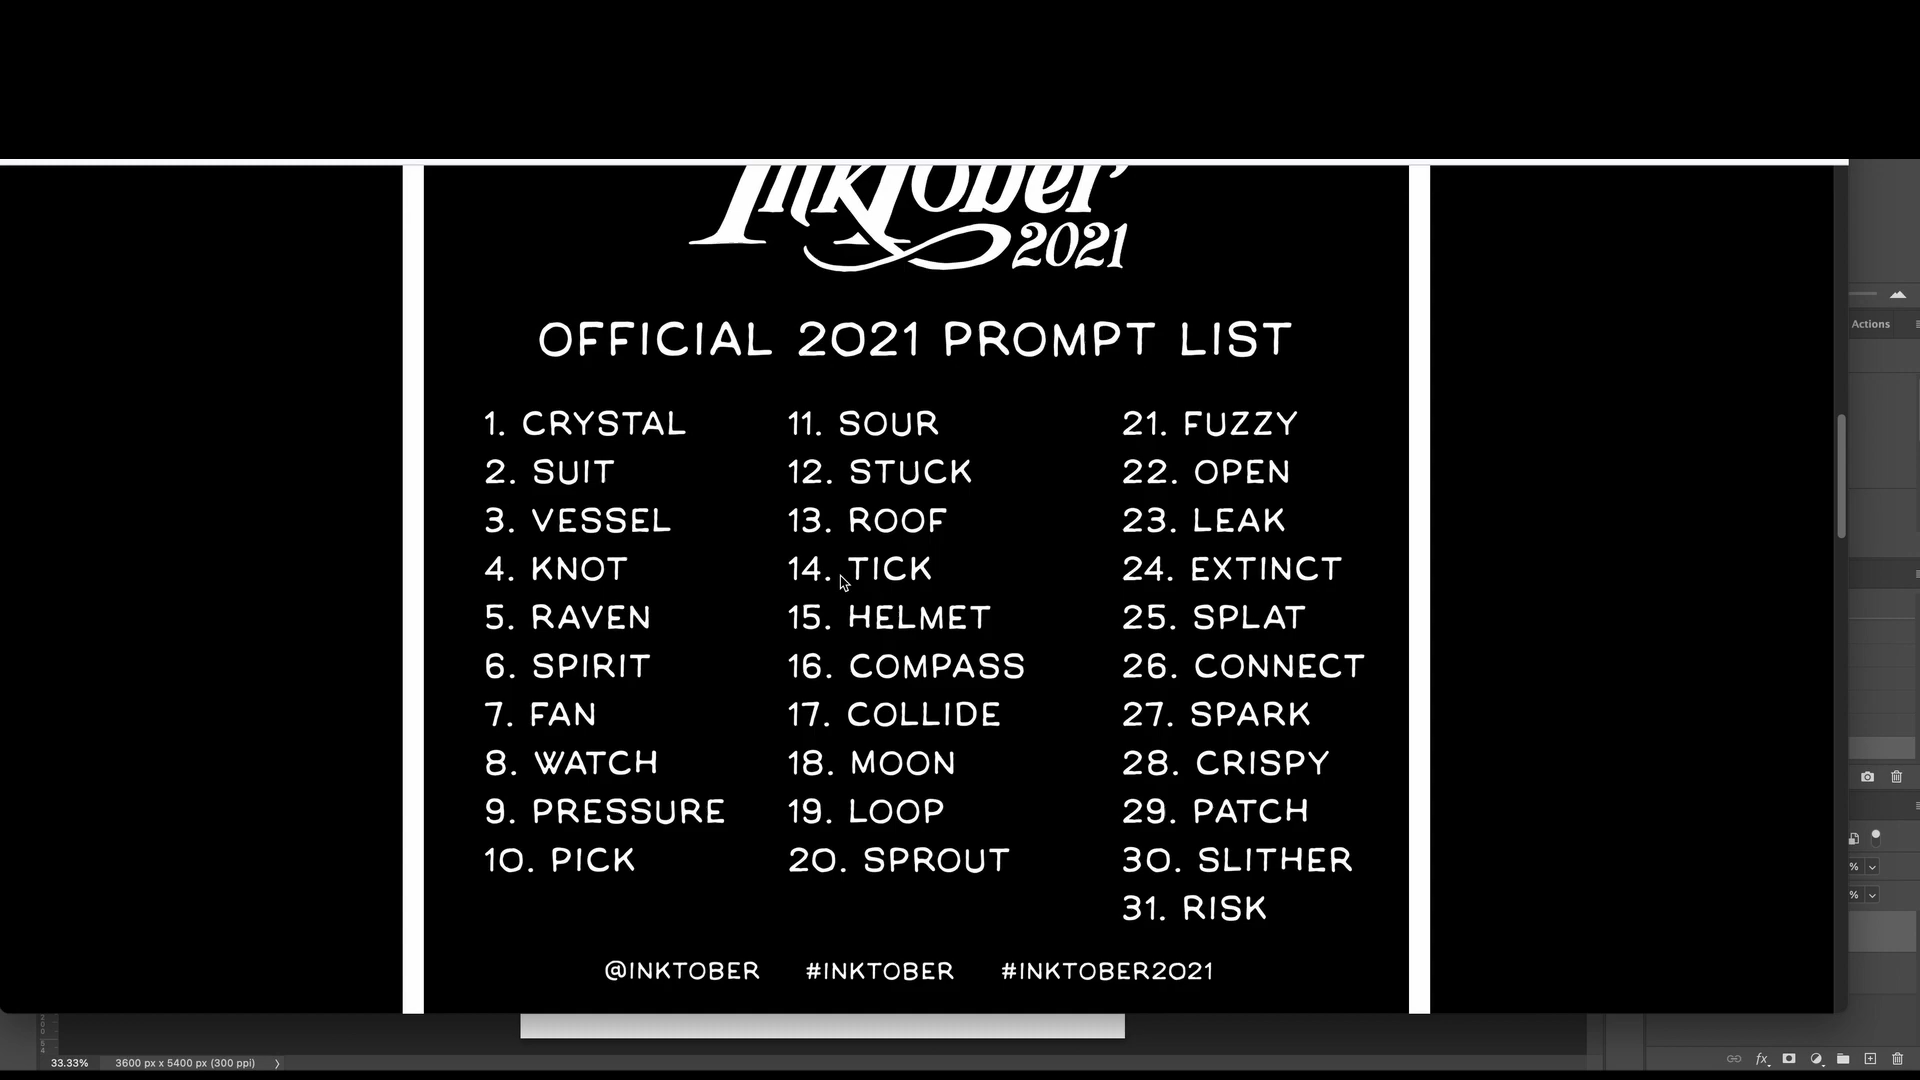 InkTober
2021
OFFICIAL 2021 PROMPT LIST
1. CRYSTAL
2. SUIT
3. VESSEL
4. KNOT
5. RAVEN
6. SPIRIT
7. FAN
8. WATCH
9. PRESSURE
10. PICK
11. SOUR
12. STUCK
13. ROOF
14. TICK
15. HELMET
16. COMPASS
17. COLLIDE
18. MOON
19. LOOP
20. SPROUT
21. FUZZY
22. OPEN
23. LEAK
24. EXTINCT
25. SPLAT
26. CONNECT
27. SPARK
28. CRISPY
29. PATCH
30. SLITHER
31. RISK
@INKTOBER #INKTOBER #INKTOBER2021
Actions
%
%
33.33% 3600 px x 5400 px (300 ppi)
fx